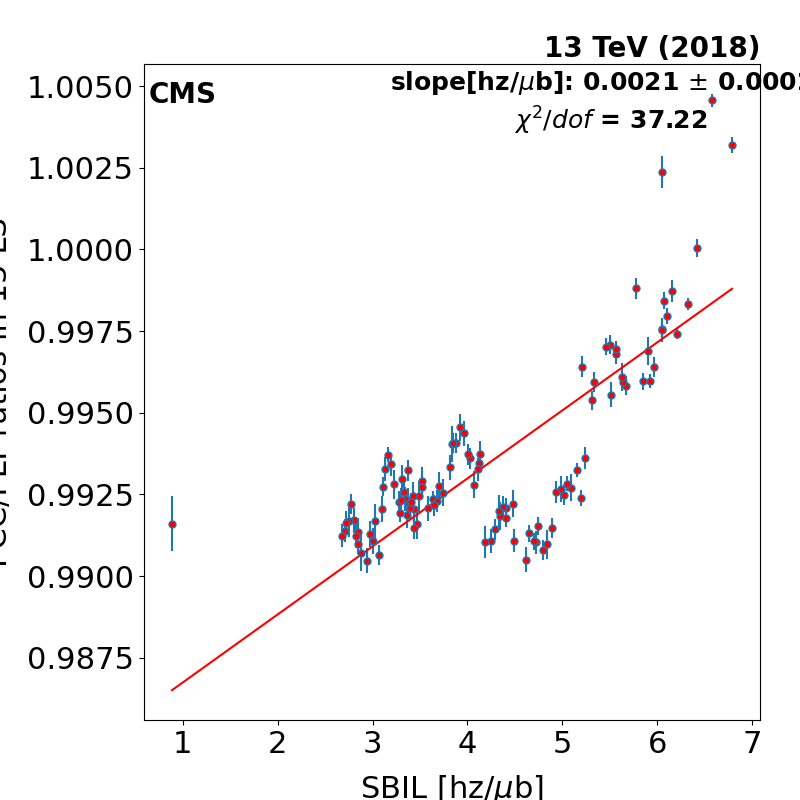 13 TeV (2018)
CMS
slope[hz/μb]: 0.0021 ± 0.000
χ²/dof = 37.22
1.0050
1.0025
1.0000
0.9975
0.9950
0.9925
0.9900
0.9875
1 2 3 4 5 6 7
SBIL [hz/μb]